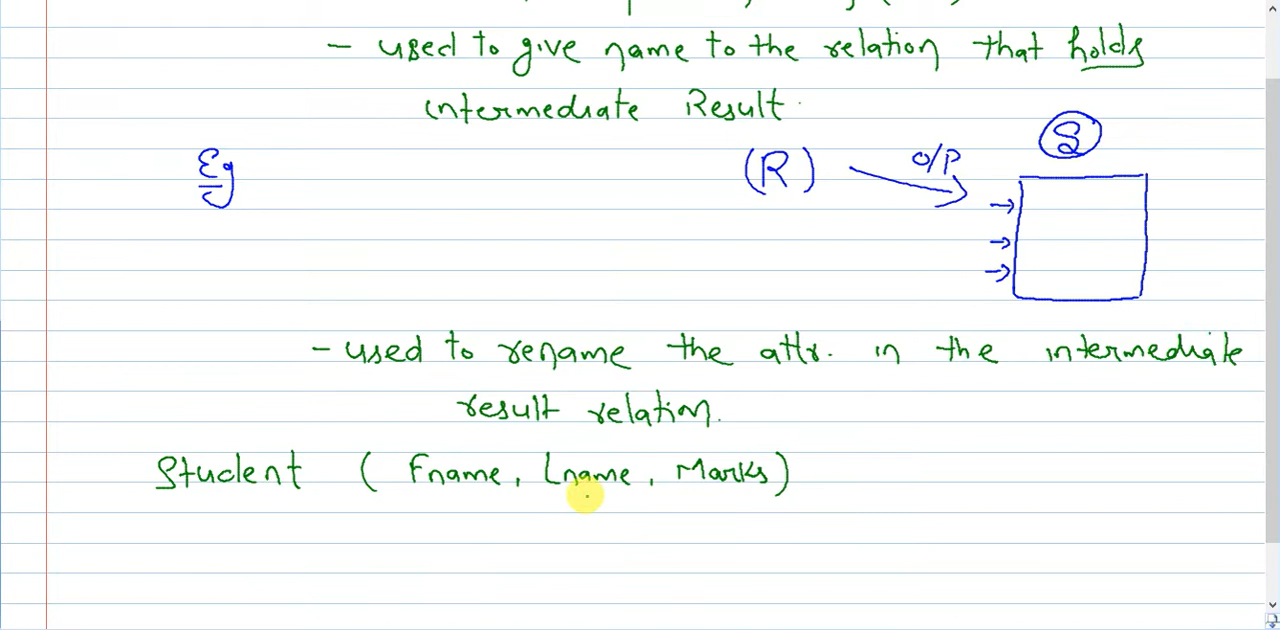 - used to give name to the relation that holds
intermediate Result.
Eg (R) O/P S
- used to rename the attr. in the intermediate
result relation.
Student ( Fname, Lname, Marks)